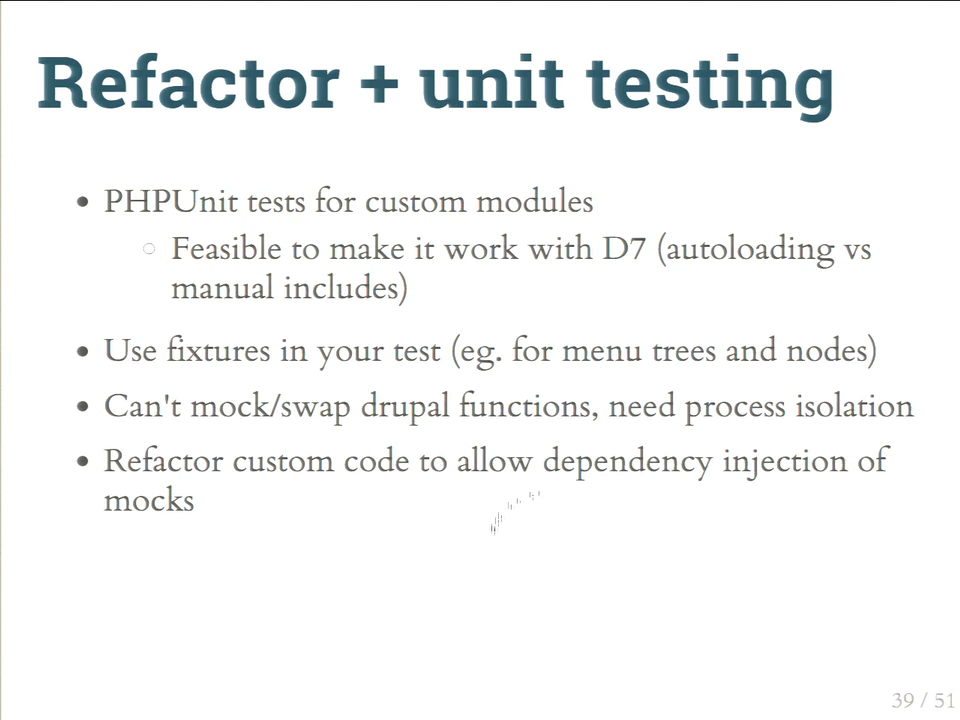 Refactor + unit testing
PHPUnit tests for custom modules
Feasible to make it work with D7 (autoloading vs
manual includes)
Use fixtures in your test (eg. for menu trees and nodes)
Can't mock/swap drupal functions, need process isolation
Refactor custom code to allow dependency injection of
mocks
39 / 51